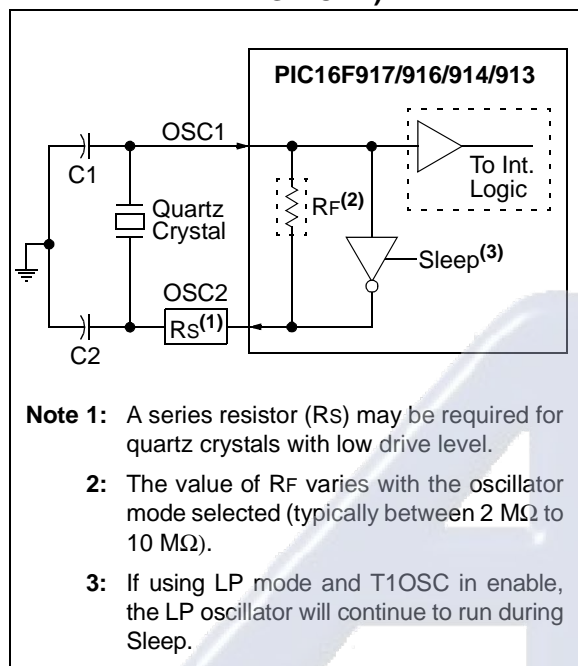 PIC16F917/916/914/913
OSC1
C1
To Int.
Logic
RF(2)
Quartz
Crystal
Sleep(3)
OSC2
RS(1)
C2
Note 1: A series resistor (RS) may be required for
quartz crystals with low drive level.
2: The value of RF varies with the oscillator
mode selected (typically between 2 MΩ to
10 MΩ).
3: If using LP mode and T1OSC in enable,
the LP oscillator will continue to run during
Sleep.